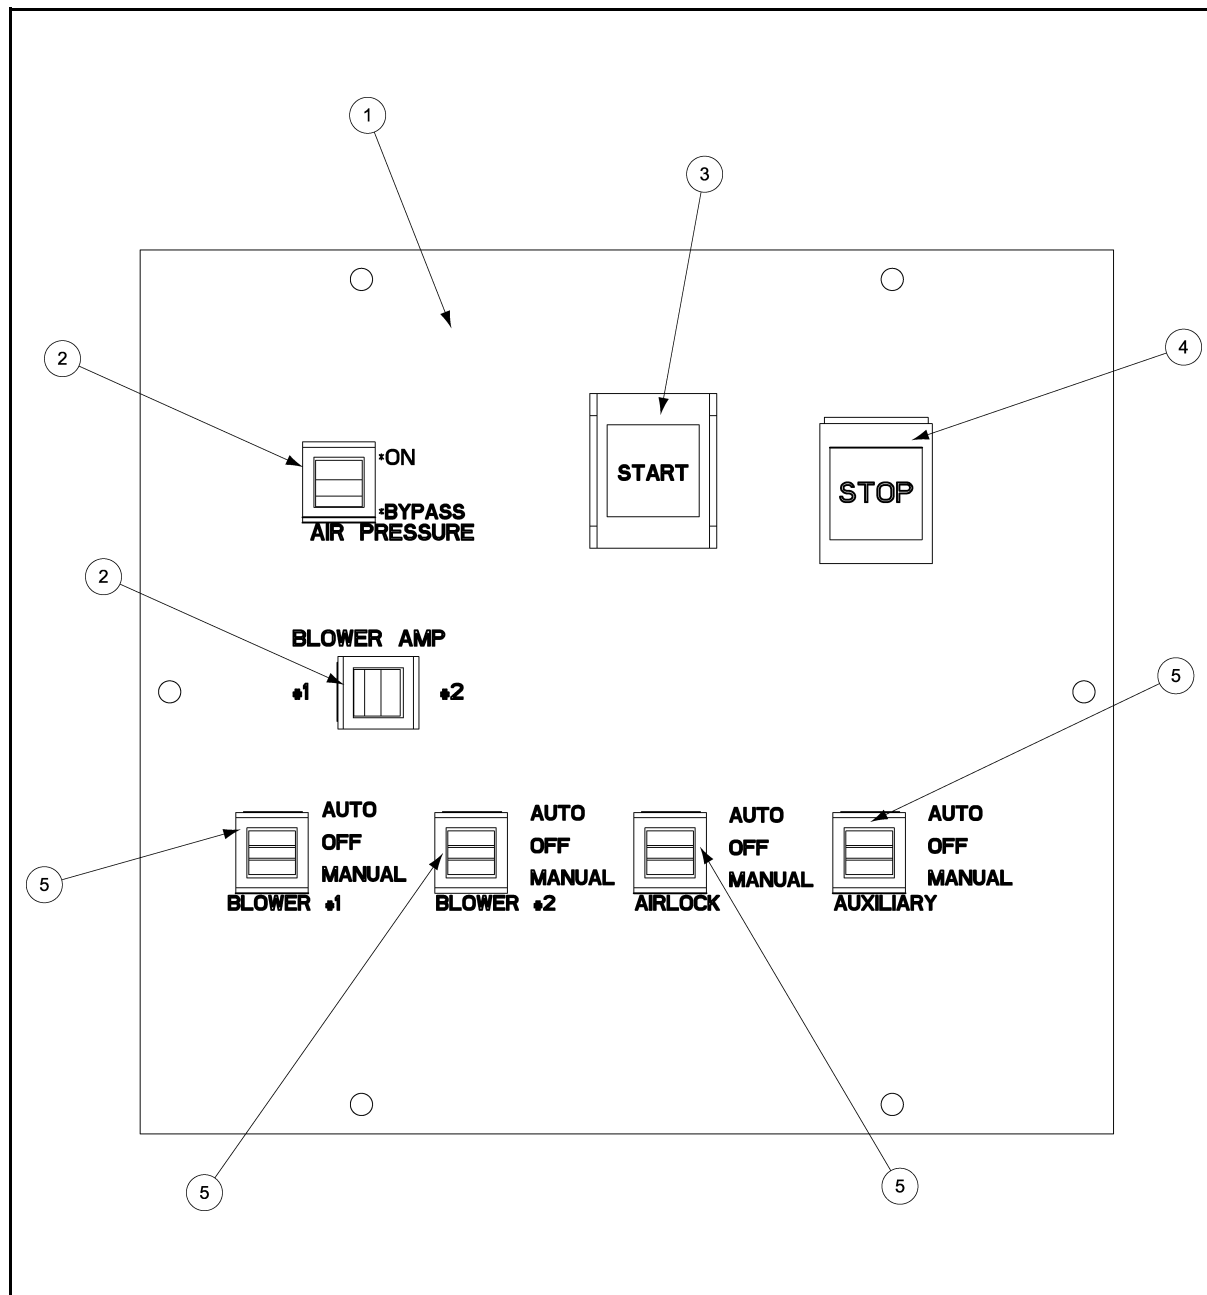 1
3
2
4
*ON
START
STOP
*BYPASS
AIR PRESSURE
2
BLOWER AMP
#1
#2
5
AUTO
OFF
MANUAL
BLOWER #1
AUTO
OFF
MANUAL
BLOWER #2
AUTO
OFF
MANUAL
AIRLOCK
AUTO
OFF
MANUAL
AUXILIARY
5
5
5